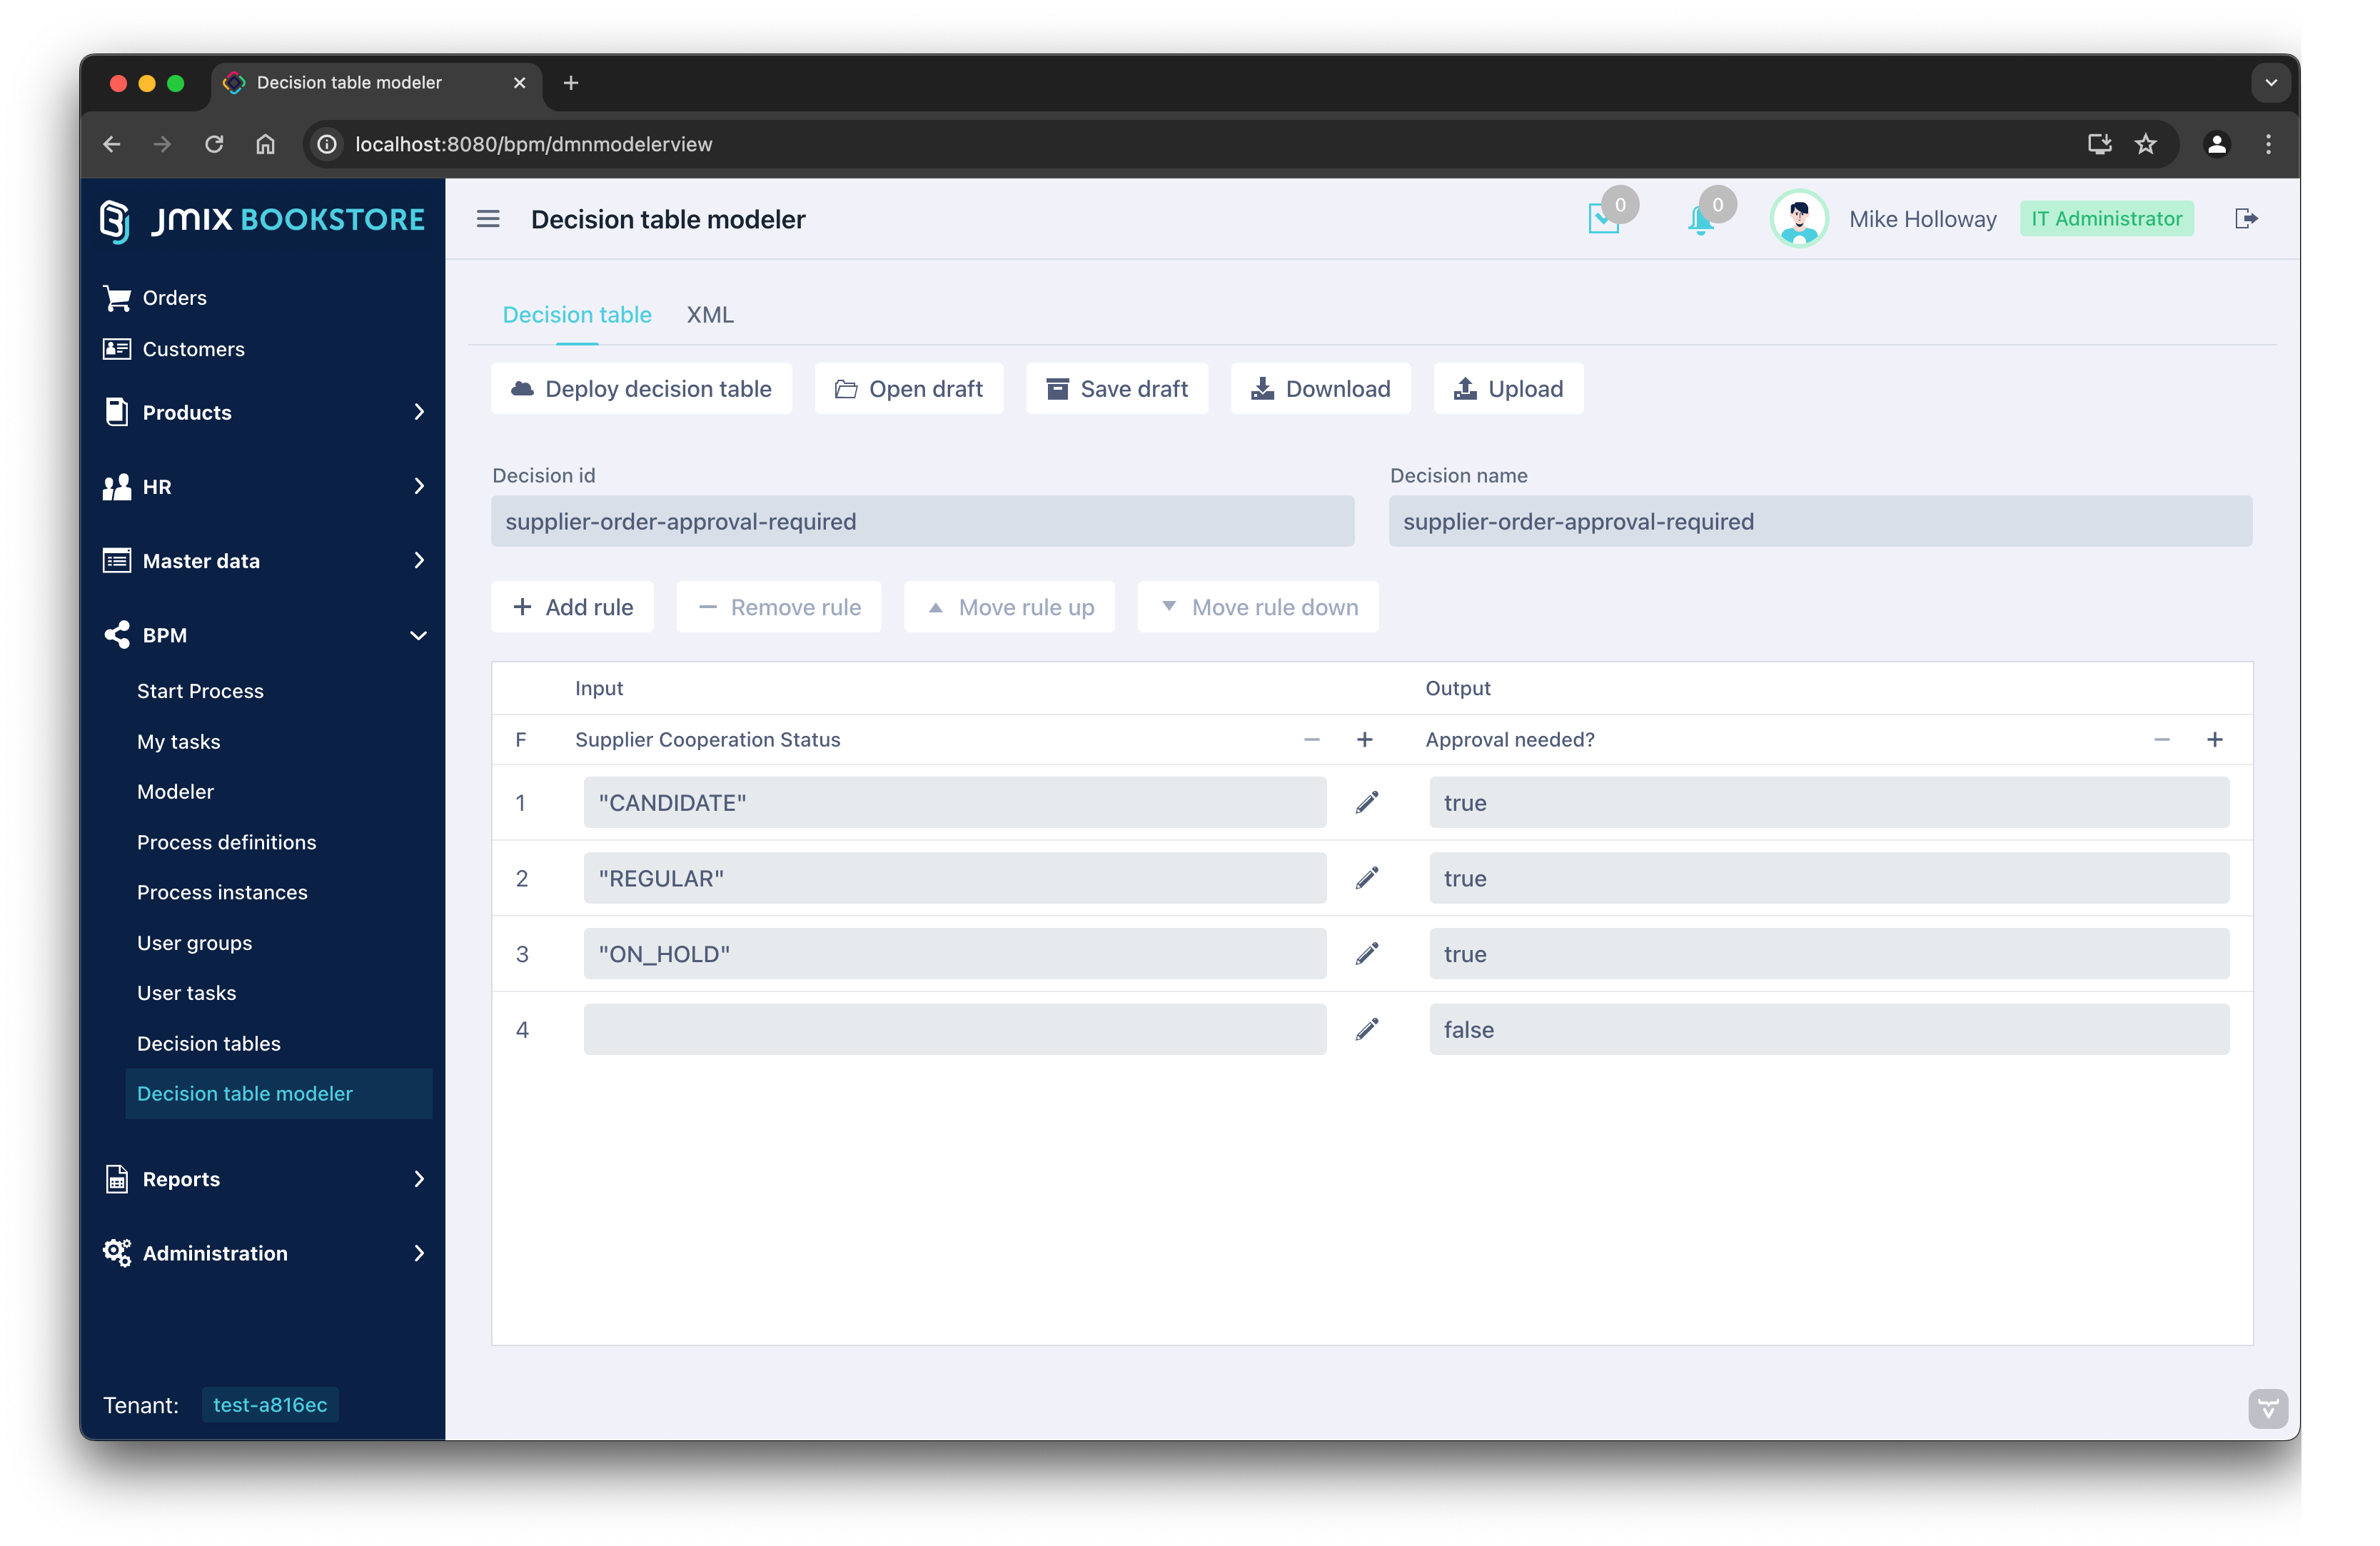 Decision table modeler
localhost:8080/bpm/dmnmodelerview
JMIX BOOKSTORE
Decision table modeler
0
0
Mike Holloway
IT Administrator
Orders
Customers
Products
HR
Master data
BPM
Start Process
My tasks
Modeler
Process definitions
Process instances
User groups
User tasks
Decision tables
Decision table modeler
Reports
Administration
Tenant: test-a816ec
Decision table XML
Deploy decision table Open draft Save draft Download Upload
Decision id Decision name
supplier-order-approval-required supplier-order-approval-required
Add rule Remove rule Move rule up Move rule down
Input Output
F Supplier Cooperation Status Approval needed?
1 "CANDIDATE" true
2 "REGULAR" true
3 "ON_HOLD" true
4 false